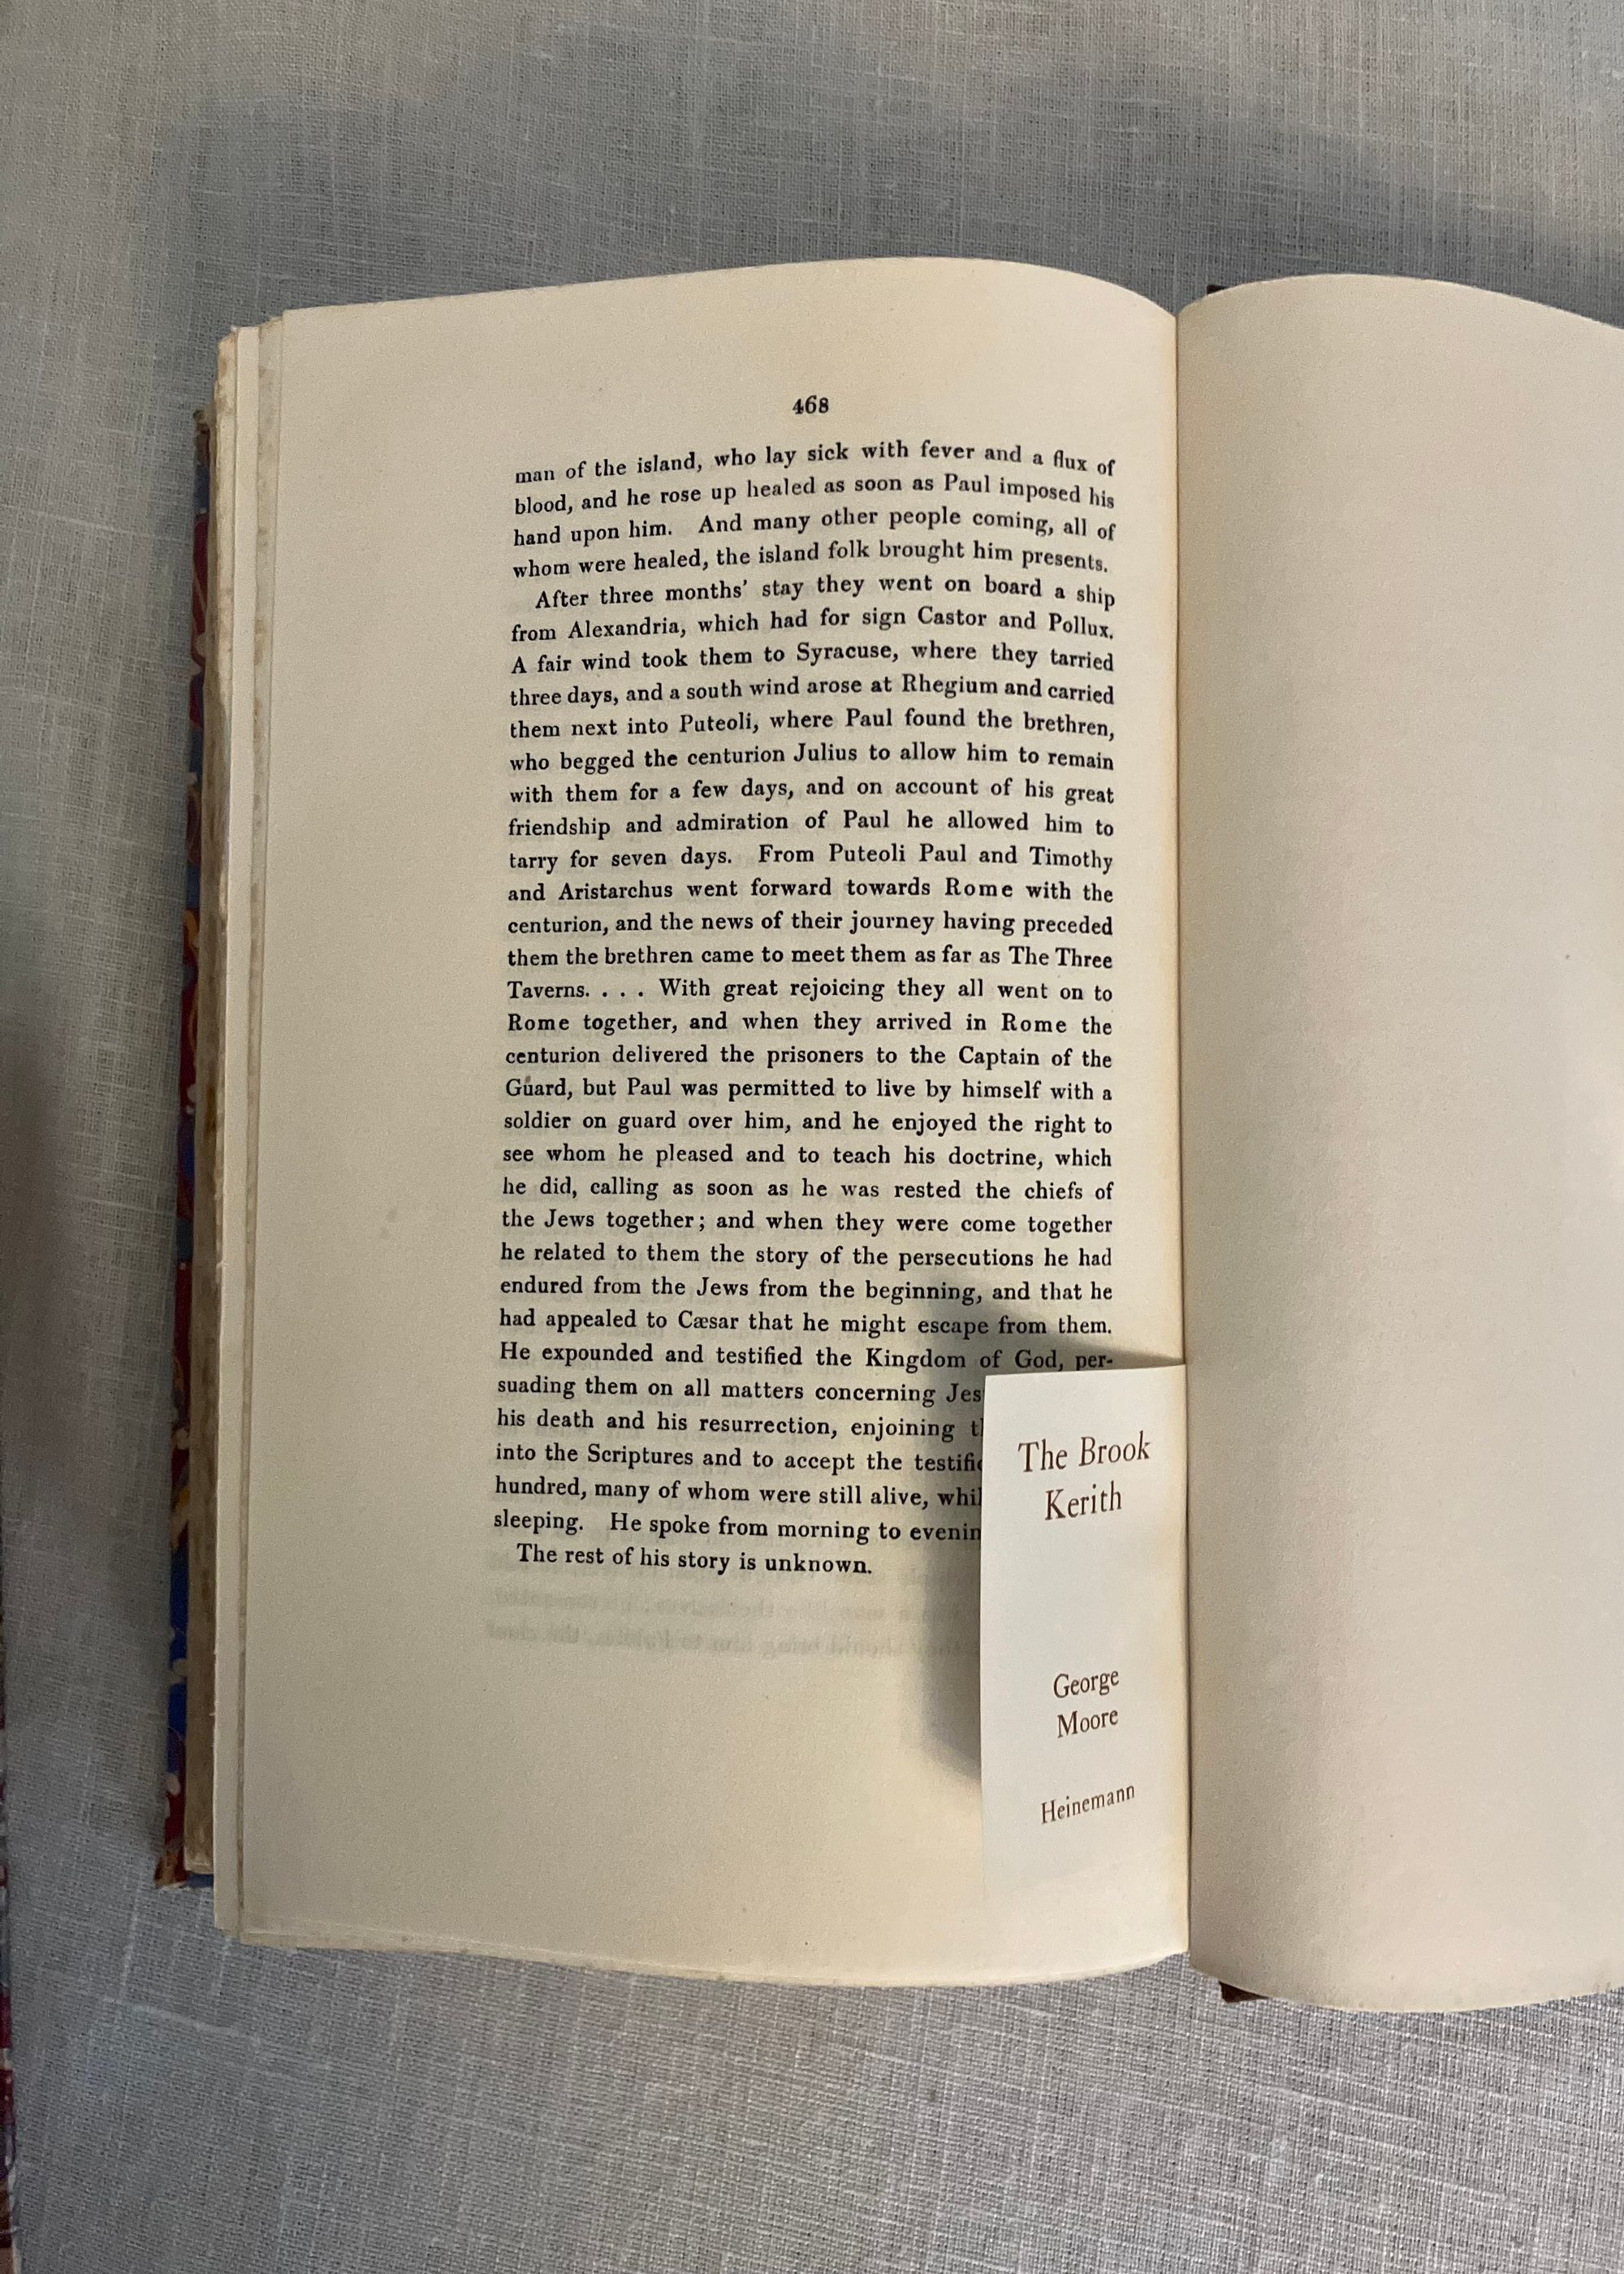 468
man of the island, who lay sick with fever and a flux of
blood, and he rose up healed as soon as Paul imposed his
hand upon him. And many other people coming, all of
whom were healed, the island folk brought him presents.
After three months' stay they went on board a ship
from Alexandria, which had for sign Castor and Pollux.
A fair wind took them to Syracuse, where they tarried
three days, and a south wind arose at Rhegium and carried
them next into Puteoli, where Paul found the brethren,
who begged the centurion Julius to allow him to remain
with them for a few days, and on account of his great
friendship and admiration of Paul he allowed him to
tarry for seven days. From Puteoli Paul and Timothy
and Aristarchus went forward towards Rome with the
centurion, and the news of their journey having preceded
them the brethren came to meet them as far as The Three
Taverns. . . . With great rejoicing they all went on to
Rome together, and when they arrived in Rome the
centurion delivered the prisoners to the Captain of the
Guard, but Paul was permitted to live by himself with a
soldier on guard over him, and he enjoyed the right to
see whom he pleased and to teach his doctrine, which
he did, calling as soon as he was rested the chiefs of
the Jews together; and when they were come together
he related to them the story of the persecutions he had
endured from the Jews from the beginning, and that he
had appealed to Cæsar that he might escape from them.
He expounded and testified the Kingdom of God, per-
suading them on all matters concerning Jes
his death and his resurrection, enjoining
into the Scriptures and to accept the
hundred, many of whom were still alive,
sleeping. He spoke from morning to
The rest of his story is unknown.
The Brook
Kerith
George
Moore
Heinemann